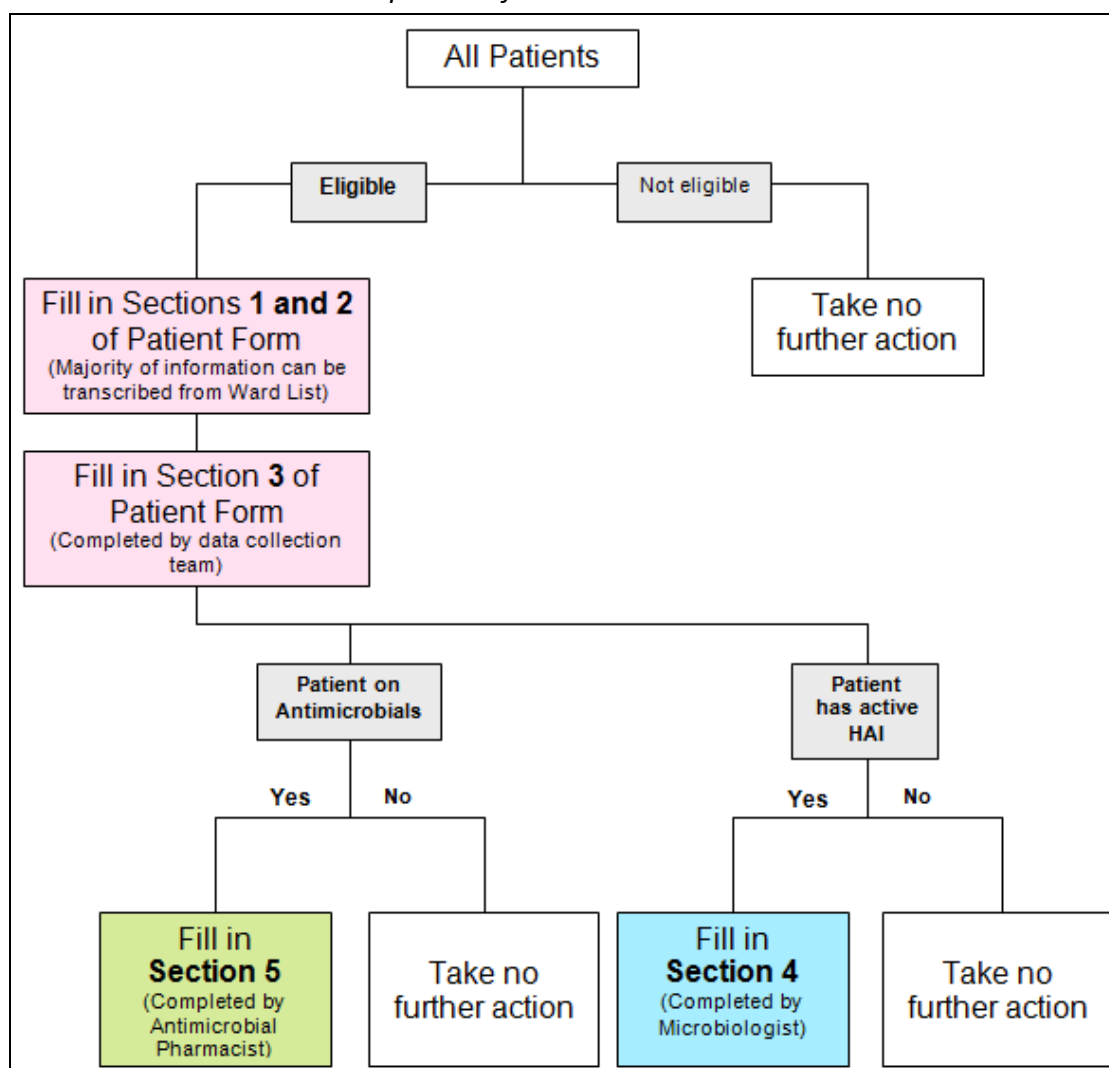 All Patients
Eligible
Not eligible
Fill in Sections 1 and 2
of Patient Form
(Majority of information can be
transcribed from Ward List)
Take no
further action
Fill in Section 3 of
Patient Form
(Completed by data collection
team)
Patient on
Antimicrobials
Patient
has active
HAI
Yes
No
Yes
No
Fill in
Section 5
(Completed by
Antimicrobial
Pharmacist)
Take no
further action
Fill in
Section 4
(Completed by
Microbiologist)
Take no
further action